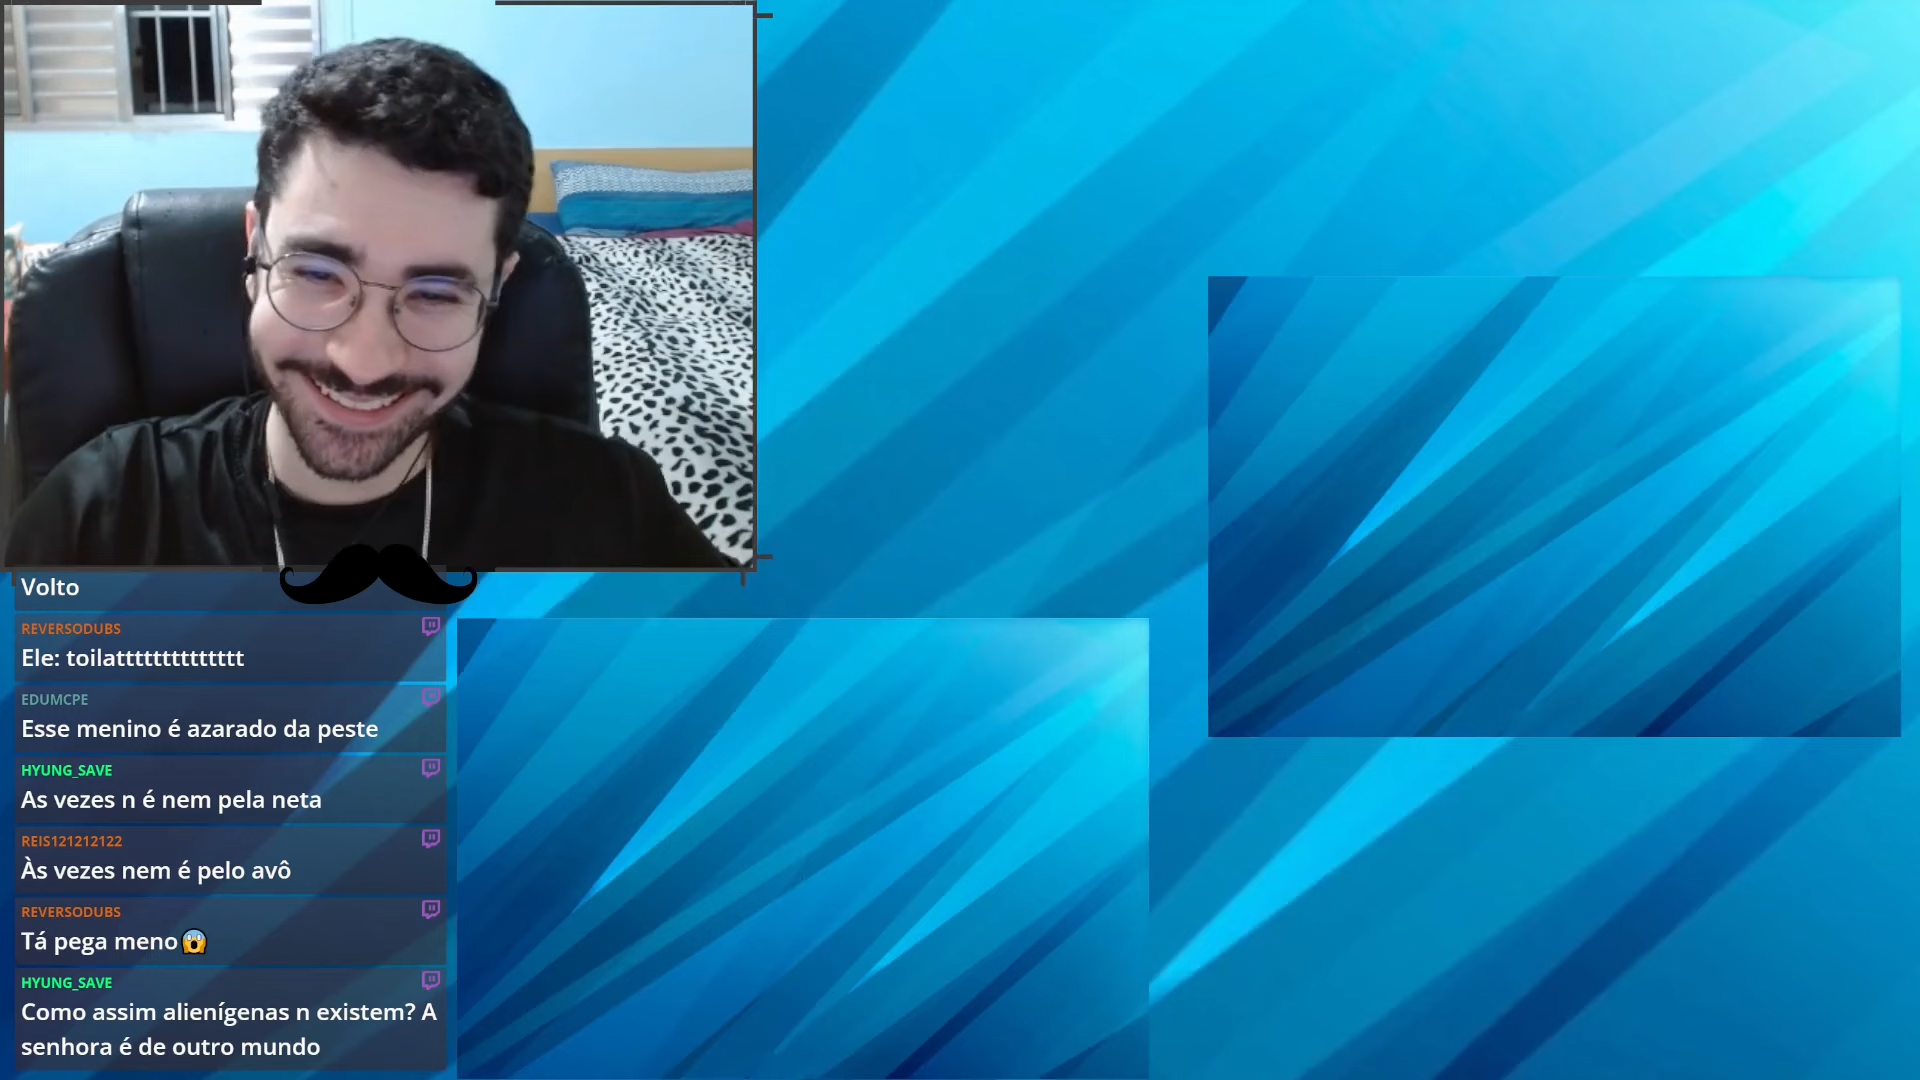 Volto
REVERSODUBS
Ele: toilatttttttttttttt
EDUMCPE
Esse menino é azarado da peste
HYUNG_SAVE
As vezes n é nem pela neta
REIS121212122
Às vezes nem é pelo avô
REVERSODUBS
Tá pega meno😱
HYUNG_SAVE
Como assim alienígenas n existem? A
senhora é de outro mundo